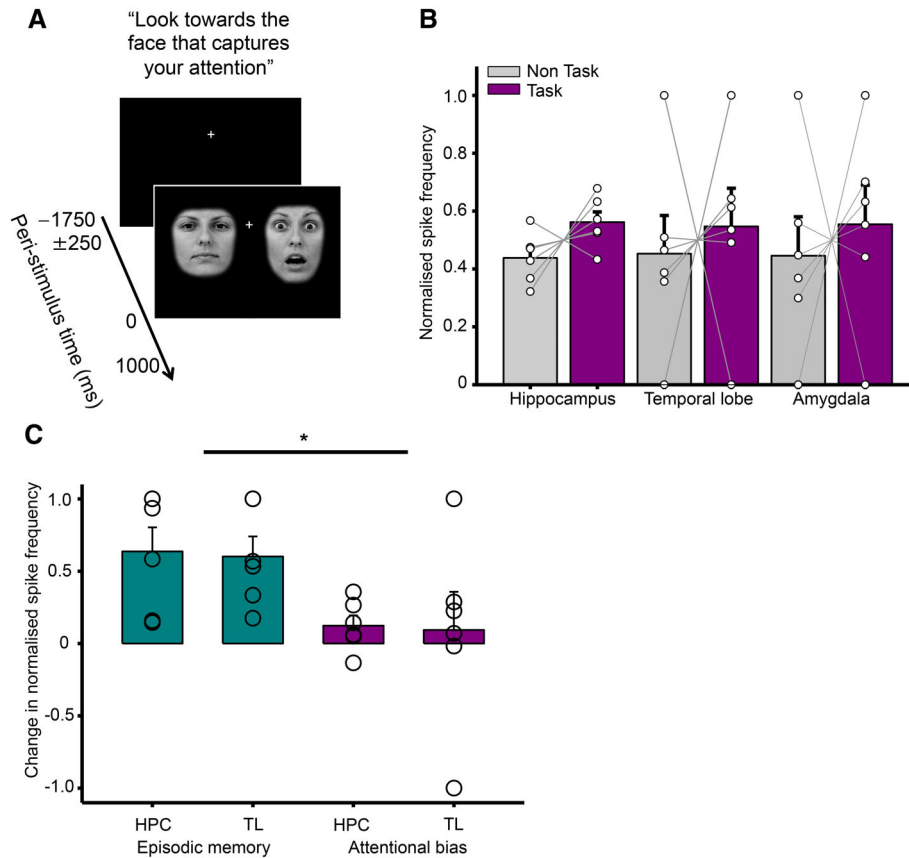 A
“Look towards the
face that captures
your attention”
−1750
±250
0
1000
Peri-stimulus time (ms)
B
Non Task
Task
1.0
0.8
0.6
0.4
0.2
0
Normalised spike frequency
Hippocampus Temporal lobe Amygdala
C
*
1.0
0.5
0
-0.5
-1.0
Change in normalised spike frequency
HPC TL HPC TL
Episodic memory Attentional bias